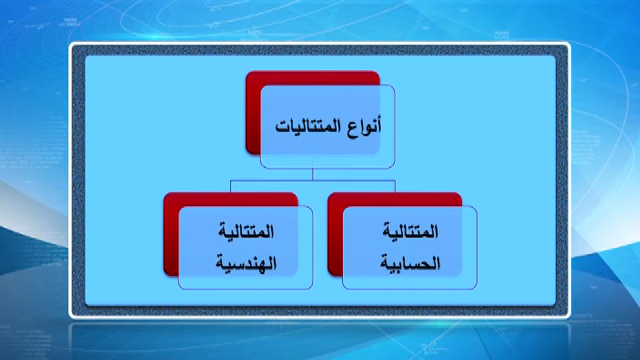 أنواع المتتاليات
المتتالية
الحسابية
المتتالية
الهندسية